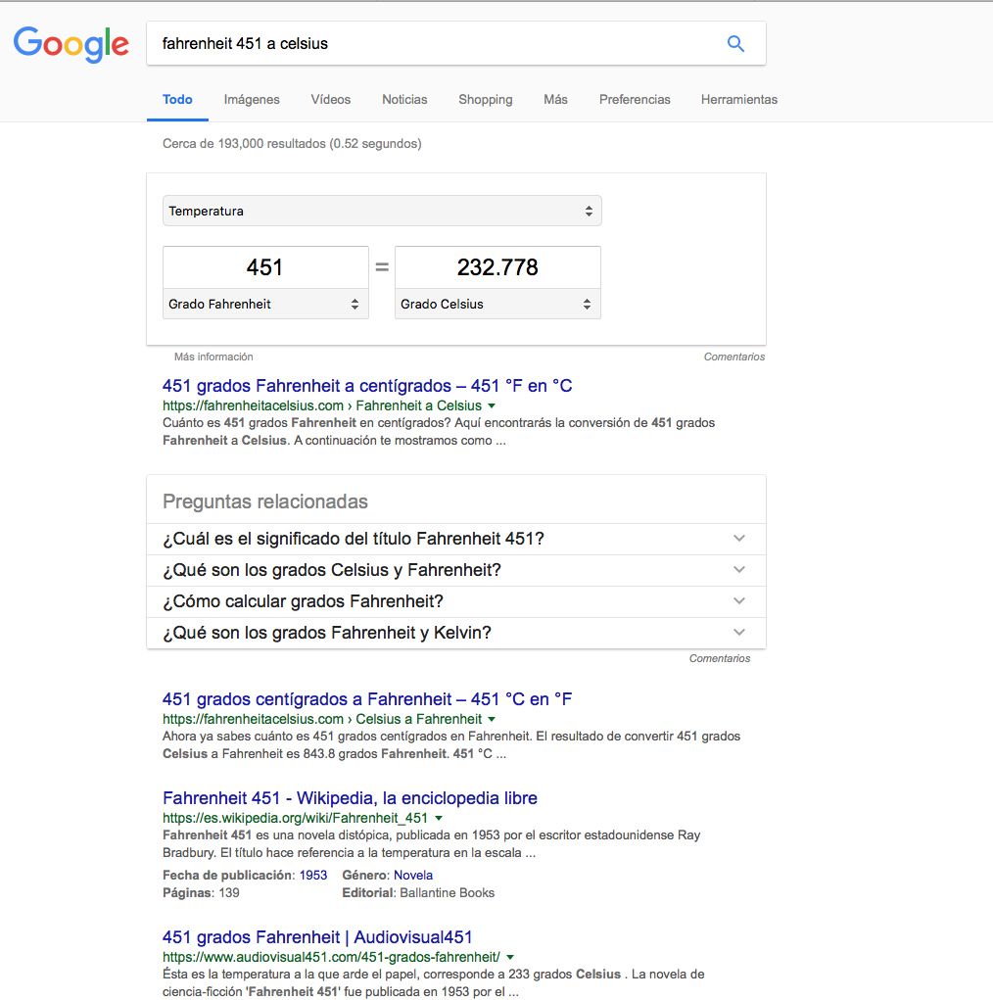 Google
fahrenheit 451 a celsius
Todo Imágenes Vídeos Noticias Shopping Más Preferencias Herramientas
Cerca de 193,000 resultados (0.52 segundos)
Temperatura
451 = 232.778
Grado Fahrenheit Grado Celsius
Más información Comentarios
451 grados Fahrenheit a centígrados – 451 °F en °C
https://fahrenheitacelsius.com › Fahrenheit a Celsius
Cuánto es 451 grados Fahrenheit en centígrados? Aquí encontrarás la conversión de 451 grados
Fahrenheit a Celsius. A continuación te mostramos como ...
Preguntas relacionadas
¿Cuál es el significado del título Fahrenheit 451?
¿Qué son los grados Celsius y Fahrenheit?
¿Cómo calcular grados Fahrenheit?
¿Qué son los grados Fahrenheit y Kelvin?
Comentarios
451 grados centígrados a Fahrenheit – 451 °C en °F
https://fahrenheitacelsius.com › Celsius a Fahrenheit
Ahora ya sabes cuánto es 451 grados centígrados en Fahrenheit. El resultado de convertir 451 grados
Celsius a Fahrenheit es 843.8 grados Fahrenheit. 451 °C ...
Fahrenheit 451 - Wikipedia, la enciclopedia libre
https://es.wikipedia.org/wiki/Fahrenheit_451
Fahrenheit 451 es una novela distópica, publicada en 1953 por el escritor estadounidense Ray
Bradbury. El título hace referencia a la temperatura en la escala ...
Fecha de publicación: 1953 Género: Novela
Páginas: 139 Editorial: Ballantine Books
451 grados Fahrenheit | Audiovisual451
https://www.audiovisual451.com/451-grados-fahrenheit/
Ésta es la temperatura a la que arde el papel, corresponde a 233 grados Celsius . La novela de
ciencia-ficción 'Fahrenheit 451' fue publicada en 1953 por el ...